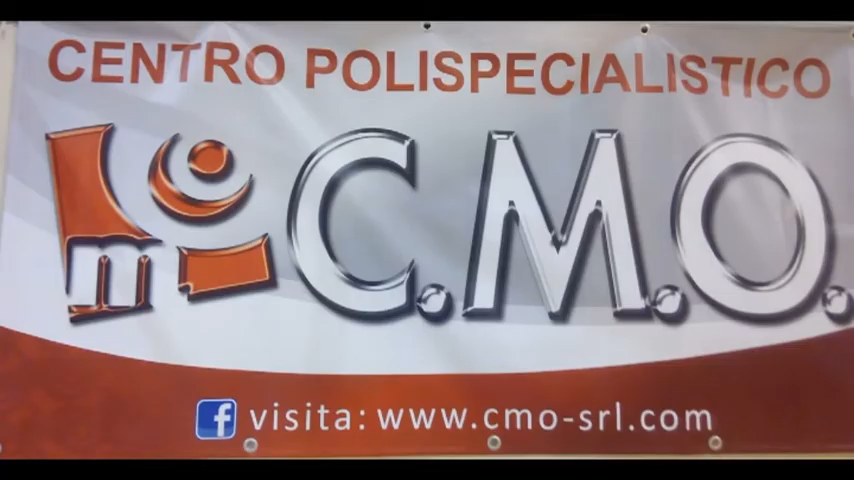 CENTRO POLISPECIALISTICO
m
C.M.O.
f visita: www.cmo-srl.com